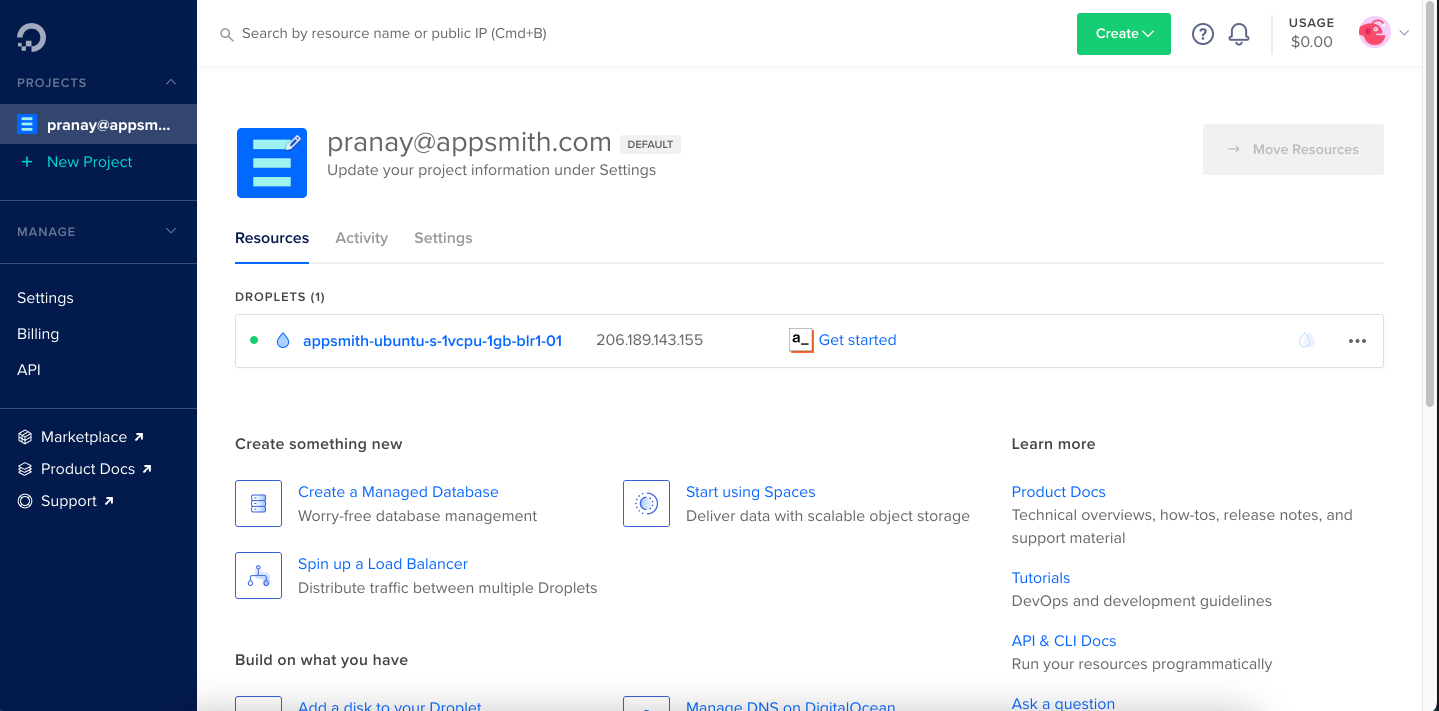 Search by resource name or public IP (Cmd+B)
Create
?
USAGE
$0.00
PROJECTS
pranay@appsm...
+ New Project
MANAGE
Settings
Billing
API
Marketplace
Product Docs
Support
pranay@appsmith.com DEFAULT
Update your project information under Settings
→ Move Resources
Resources Activity Settings
DROPLETS (1)
appsmith-ubuntu-s-1vcpu-1gb-blr1-01 206.189.143.155 a_ Get started
Create something new
Create a Managed Database
Worry-free database management
Start using Spaces
Deliver data with scalable object storage
Spin up a Load Balancer
Distribute traffic between multiple Droplets
Build on what you have
Add a disk to your Droplet
Manage DNS on DigitalOcean
Learn more
Product Docs
Technical overviews, how-tos, release notes, and
support material
Tutorials
DevOps and development guidelines
API & CLI Docs
Run your resources programmatically
Ask a question